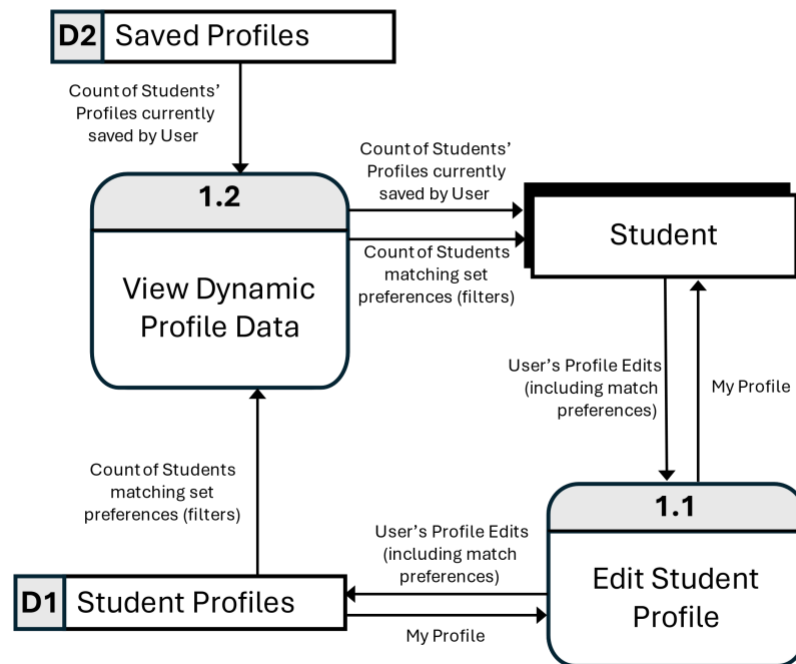 D2 Saved Profiles
Count of Students’
Profiles currently
saved by User
Count of Students’
Profiles currently
saved by User
1.2
View Dynamic
Profile Data
Student
Count of Students
matching set
preferences (filters)
User’s Profile Edits
(including match
preferences)
My Profile
Count of Students
matching set
preferences (filters)
1.1
Edit Student
Profile
User’s Profile Edits
(including match
preferences)
D1 Student Profiles
My Profile